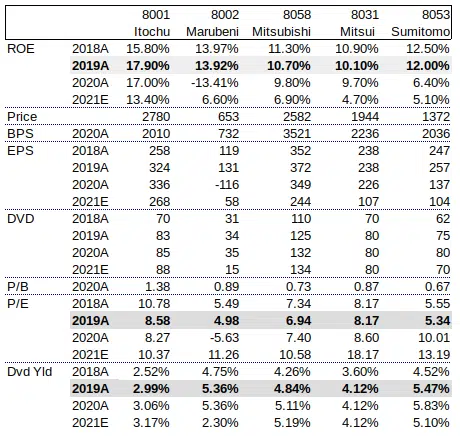 8001 8002 8058 8031 8053
Itochu Marubeni Mitsubishi Mitsui Sumitomo
ROE 2018A 15.80% 13.97% 11.30% 10.90% 12.50%
2019A 17.90% 13.92% 10.70% 10.10% 12.00%
2020A 17.00% -13.41% 9.80% 9.70% 6.40%
2021E 13.40% 6.60% 6.90% 4.70% 5.10%
Price 2780 653 2582 1944 1372
BPS 2020A 2010 732 3521 2236 2036
EPS 2018A 258 119 352 238 247
2019A 324 131 372 238 257
2020A 336 -116 349 226 137
2021E 268 58 244 107 104
DVD 2018A 70 31 110 70 62
2019A 83 34 125 80 75
2020A 85 35 132 80 80
2021E 88 15 134 80 70
P/B 2020A 1.38 0.89 0.73 0.87 0.67
P/E 2018A 10.78 5.49 7.34 8.17 5.55
2019A 8.58 4.98 6.94 8.17 5.34
2020A 8.27 -5.63 7.40 8.60 10.01
2021E 10.37 11.26 10.58 18.17 13.19
Dvd Yld 2018A 2.52% 4.75% 4.26% 3.60% 4.52%
2019A 2.99% 5.36% 4.84% 4.12% 5.47%
2020A 3.06% 5.36% 5.11% 4.12% 5.83%
2021E 3.17% 2.30% 5.19% 4.12% 5.10%